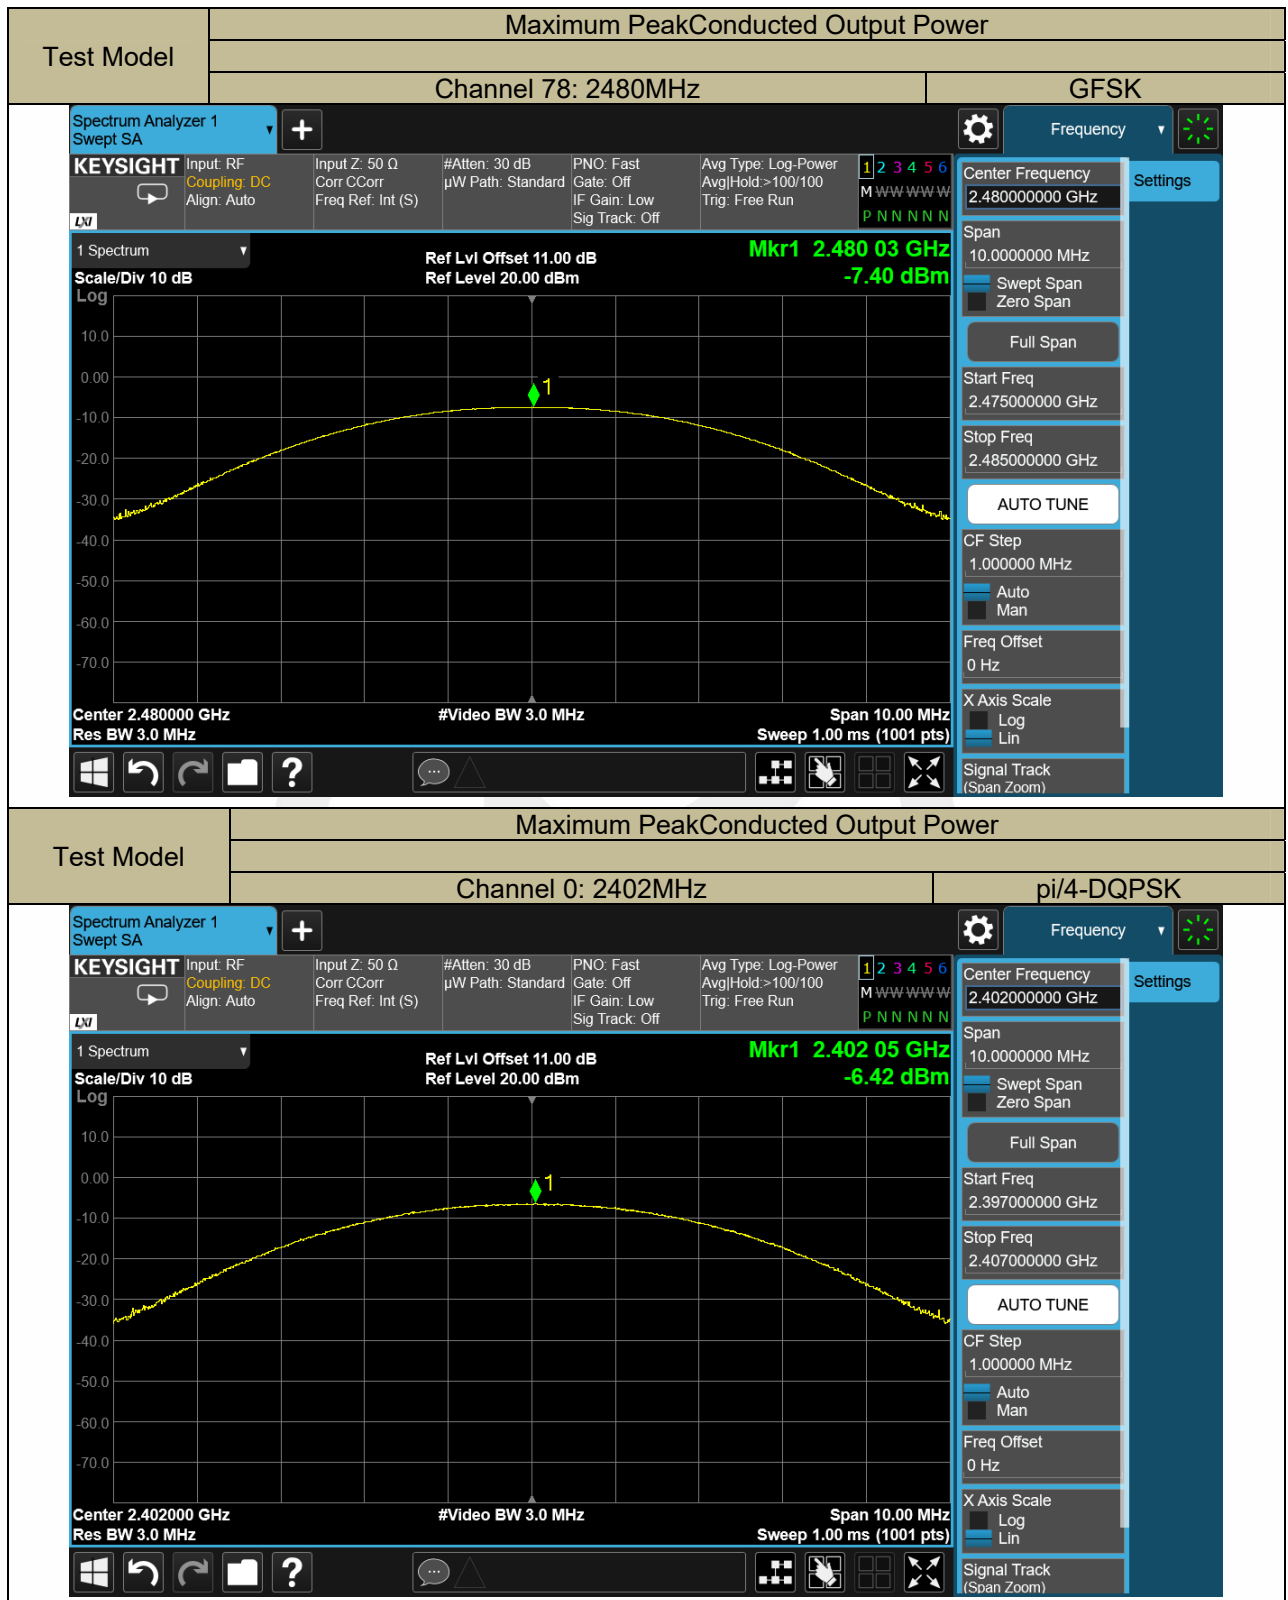 Test Model
Maximum PeakConducted Output Power
Channel 78: 2480MHz
GFSK
Spectrum Analyzer 1
Swept SA
Frequency
KEYSIGHT
LXI
Input: RF
Coupling: DC
Align: Auto
Input Z: 50 Ω
Corr CCorr
Freq Ref: Int (S)
#Atten: 30 dB
µW Path: Standard
PNO: Fast
Gate: Off
IF Gain: Low
Sig Track: Off
Avg Type: Log-Power
Avg|Hold:>100/100
Trig: Free Run
1 2 3 4 5 6
M W W W W W
P N N N N N
1 Spectrum
Scale/Div 10 dB
Ref Lvl Offset 11.00 dB
Ref Level 20.00 dBm
Mkr1 2.480 03 GHz
-7.40 dBm
Log
10.0
0.00
-10.0
-20.0
-30.0
-40.0
-50.0
-60.0
-70.0
1
Center 2.480000 GHz
Res BW 3.0 MHz
#Video BW 3.0 MHz
Span 10.00 MHz
Sweep 1.00 ms (1001 pts)
?
Center Frequency
2.480000000 GHz
Settings
Span
10.0000000 MHz
Swept Span
Zero Span
Full Span
Start Freq
2.475000000 GHz
Stop Freq
2.485000000 GHz
AUTO TUNE
CF Step
1.000000 MHz
Auto
Man
Freq Offset
0 Hz
X Axis Scale
Log
Lin
Signal Track
(Span Zoom)
Test Model
Maximum PeakConducted Output Power
Channel 0: 2402MHz
pi/4-DQPSK
Spectrum Analyzer 1
Swept SA
Frequency
KEYSIGHT
LXI
Input: RF
Coupling: DC
Align: Auto
Input Z: 50 Ω
Corr CCorr
Freq Ref: Int (S)
#Atten: 30 dB
µW Path: Standard
PNO: Fast
Gate: Off
IF Gain: Low
Sig Track: Off
Avg Type: Log-Power
Avg|Hold:>100/100
Trig: Free Run
1 2 3 4 5 6
M W W W W W
P N N N N N
1 Spectrum
Scale/Div 10 dB
Ref Lvl Offset 11.00 dB
Ref Level 20.00 dBm
Mkr1 2.402 05 GHz
-6.42 dBm
Log
10.0
0.00
-10.0
-20.0
-30.0
-40.0
-50.0
-60.0
-70.0
1
Center 2.402000 GHz
Res BW 3.0 MHz
#Video BW 3.0 MHz
Span 10.00 MHz
Sweep 1.00 ms (1001 pts)
?
Center Frequency
2.402000000 GHz
Settings
Span
10.0000000 MHz
Swept Span
Zero Span
Full Span
Start Freq
2.397000000 GHz
Stop Freq
2.407000000 GHz
AUTO TUNE
CF Step
1.000000 MHz
Auto
Man
Freq Offset
0 Hz
X Axis Scale
Log
Lin
Signal Track
(Span Zoom)